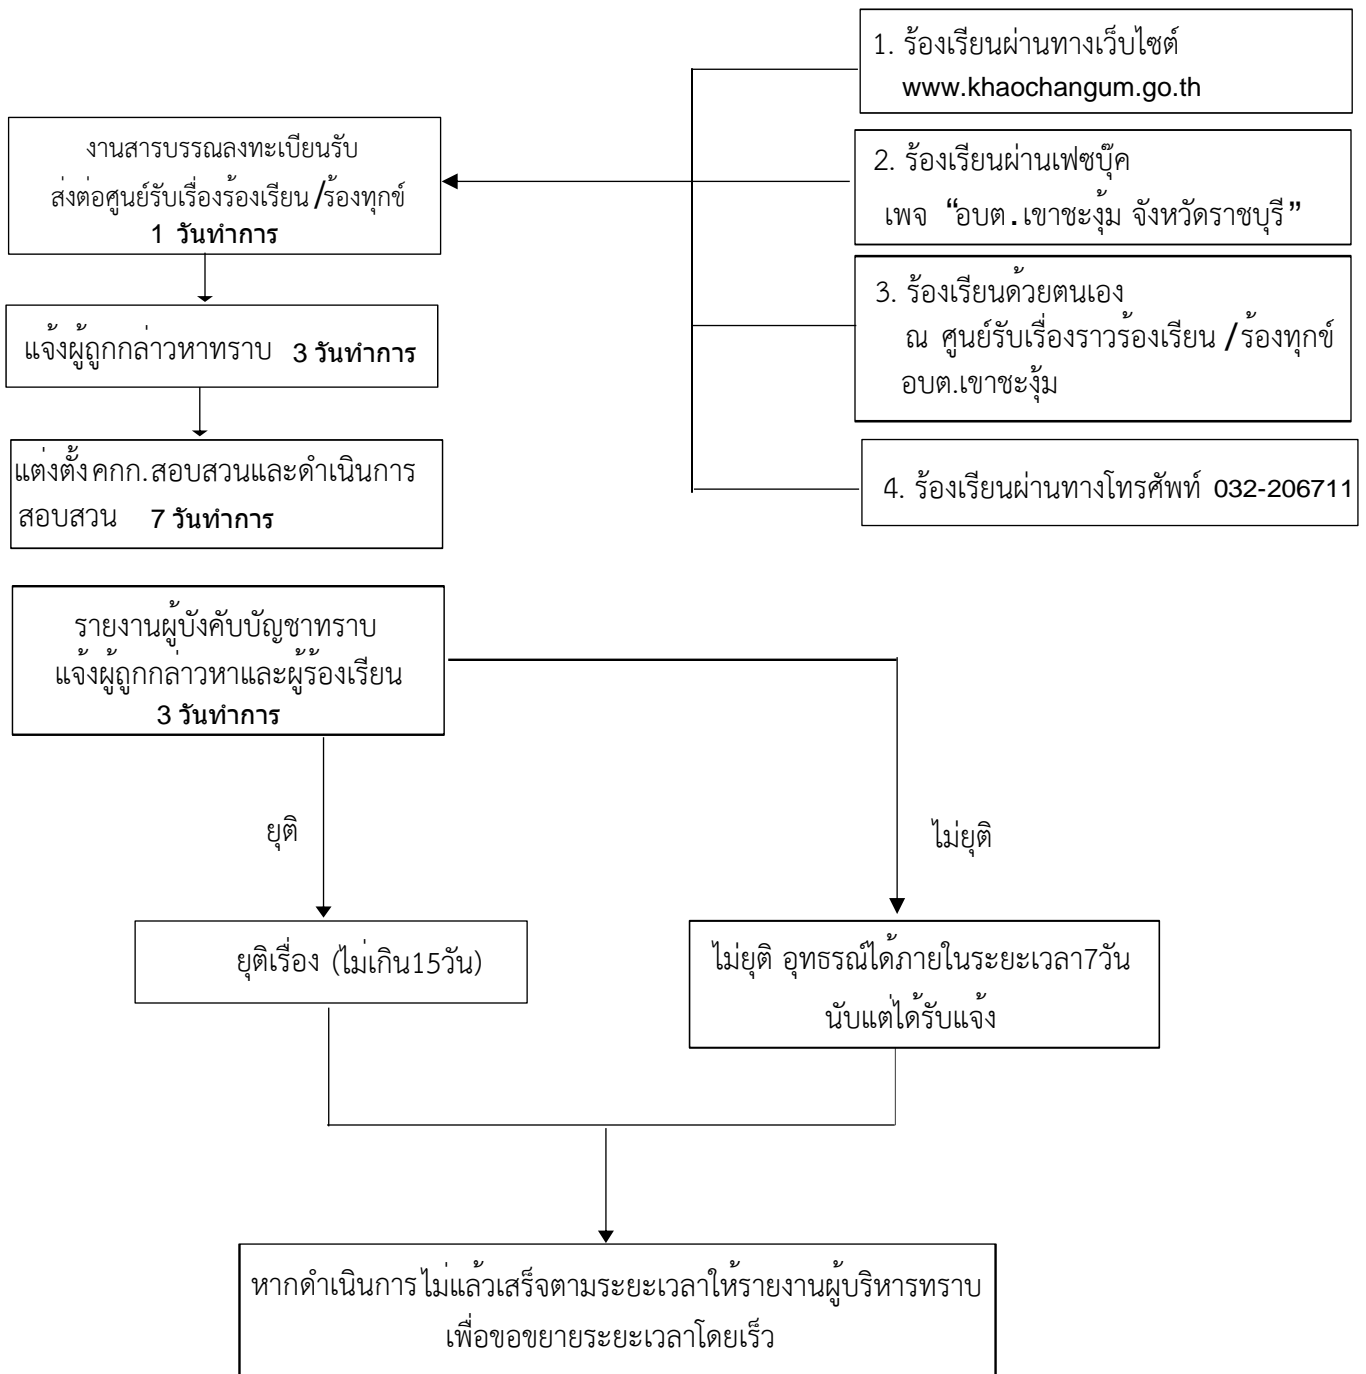 1. ร้องเรียนผ่านทางเว็บไซต์
www.khaochangum.go.th
2. ร้องเรียนผ่านเฟซบุ๊ค
เพจ “อบต.เขาชะงุ้ม จังหวัดราชบุรี”
3. ร้องเรียนด้วยตนเอง
ณ ศูนย์รับเรื่องราวร้องเรียน /ร้องทุกข์
อบต.เขาชะงุ้ม
4. ร้องเรียนผ่านทางโทรศัพท์ 032-206711
งานสารบรรณลงทะเบียนรับ
ส่งต่อศูนย์รับเรื่องร้องเรียน /ร้องทุกข์
1 วันทำการ
แจ้งผู้ถูกกล่าวหาทราบ 3 วันทำการ
แต่งตั้ง คกก.สอบสวนและดำเนินการ
สอบสวน 7 วันทำการ
รายงานผู้บังคับบัญชาทราบ
แจ้งผู้ถูกกล่าวหาและผู้ร้องเรียน
3 วันทำการ
ยุติ
ไม่ยุติ
ยุติเรื่อง (ไม่เกิน15วัน)
ไม่ยุติ อุทธรณ์ได้ภายในระยะเวลา7วัน
นับแต่ได้รับแจ้ง
หากดำเนินการไม่แล้วเสร็จตามระยะเวลาให้รายงานผู้บริหารทราบ
เพื่อขอขยายระยะเวลาโดยเร็ว